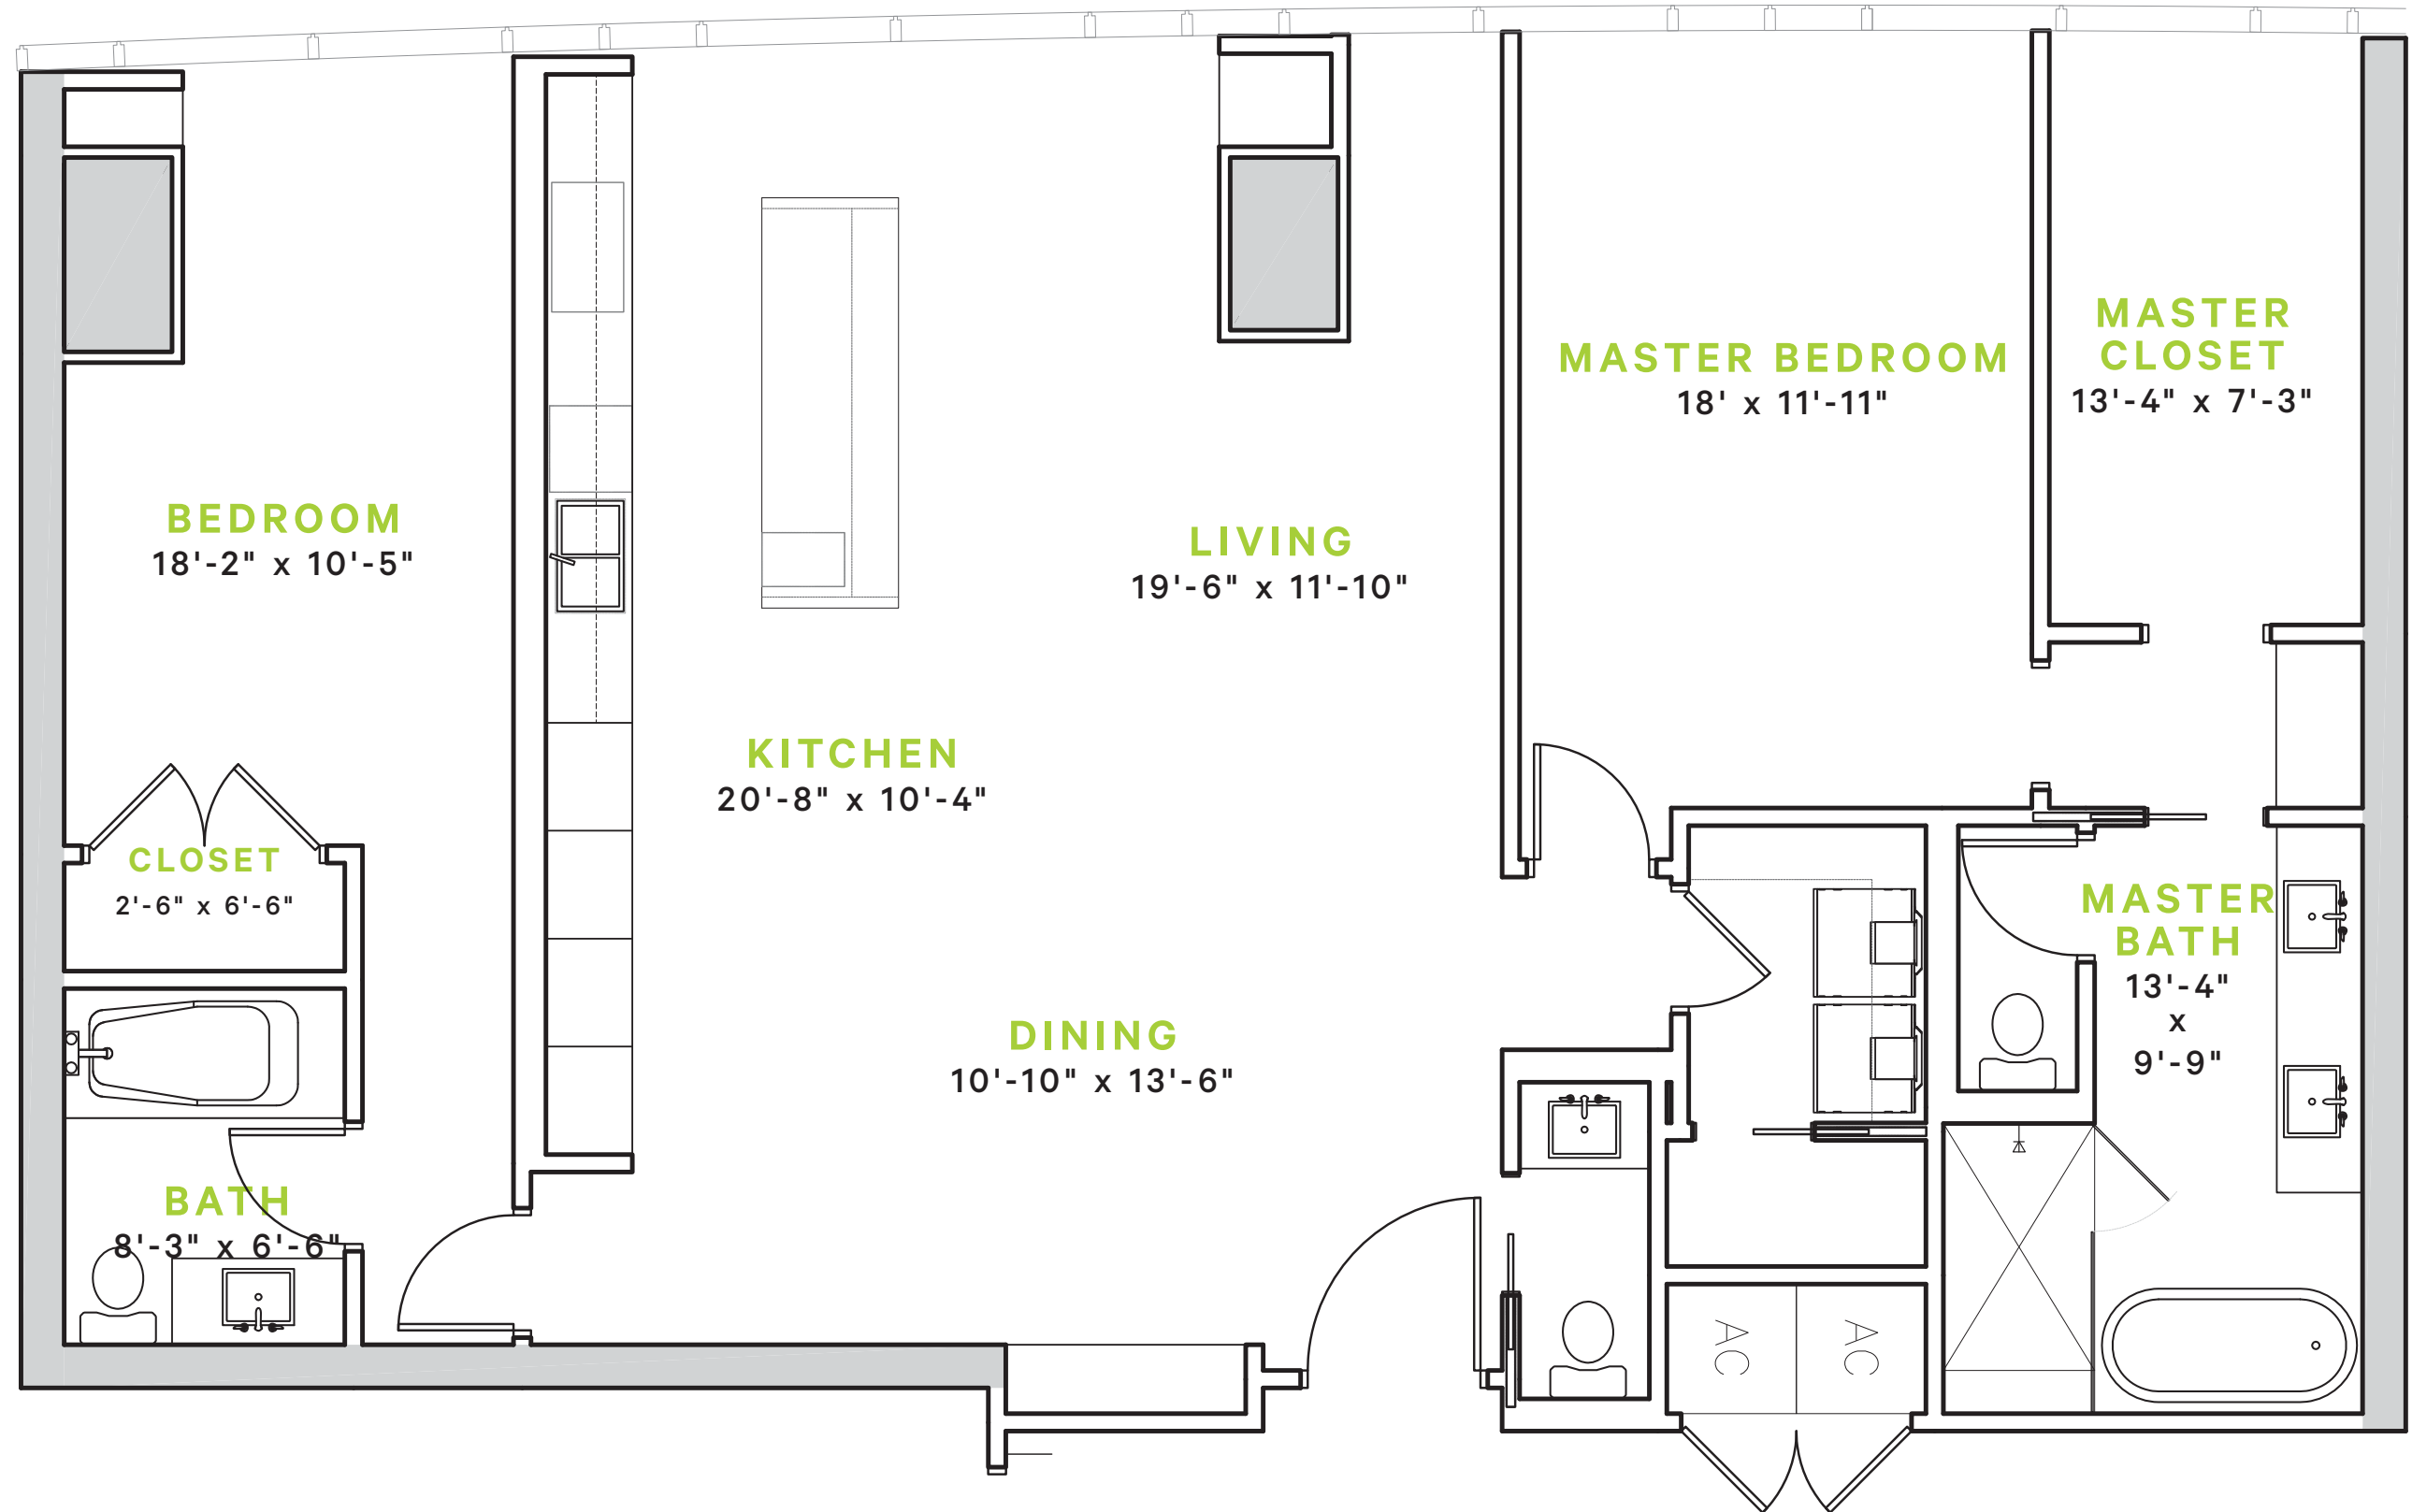 MASTER
CLOSET
13'-4" x 7'-3"
MASTER BEDROOM
18' x 11'-11"
BEDROOM
18'-2" x 10'-5"
LIVING
19'-6" x 11'-10"
KITCHEN
20'-8" x 10'-4"
CLOSET
2'-6" x 6'-6"
MASTER
BATH
13'-4"
x
9'-9"
DINING
10'-10" x 13'-6"
BATH
8'-3" x 6'-6"
AC
AC